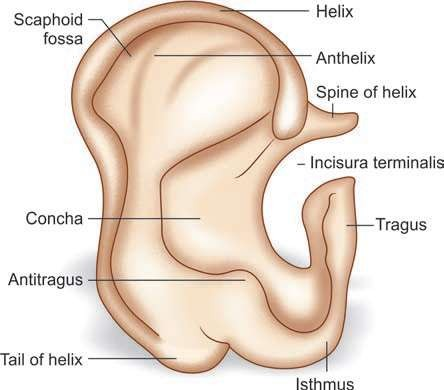 Helix
Scaphoid
fossa
Anthelix
Spine of helix
Incisura terminalis
Concha
Tragus
Antitragus
Tail of helix
Isthmus